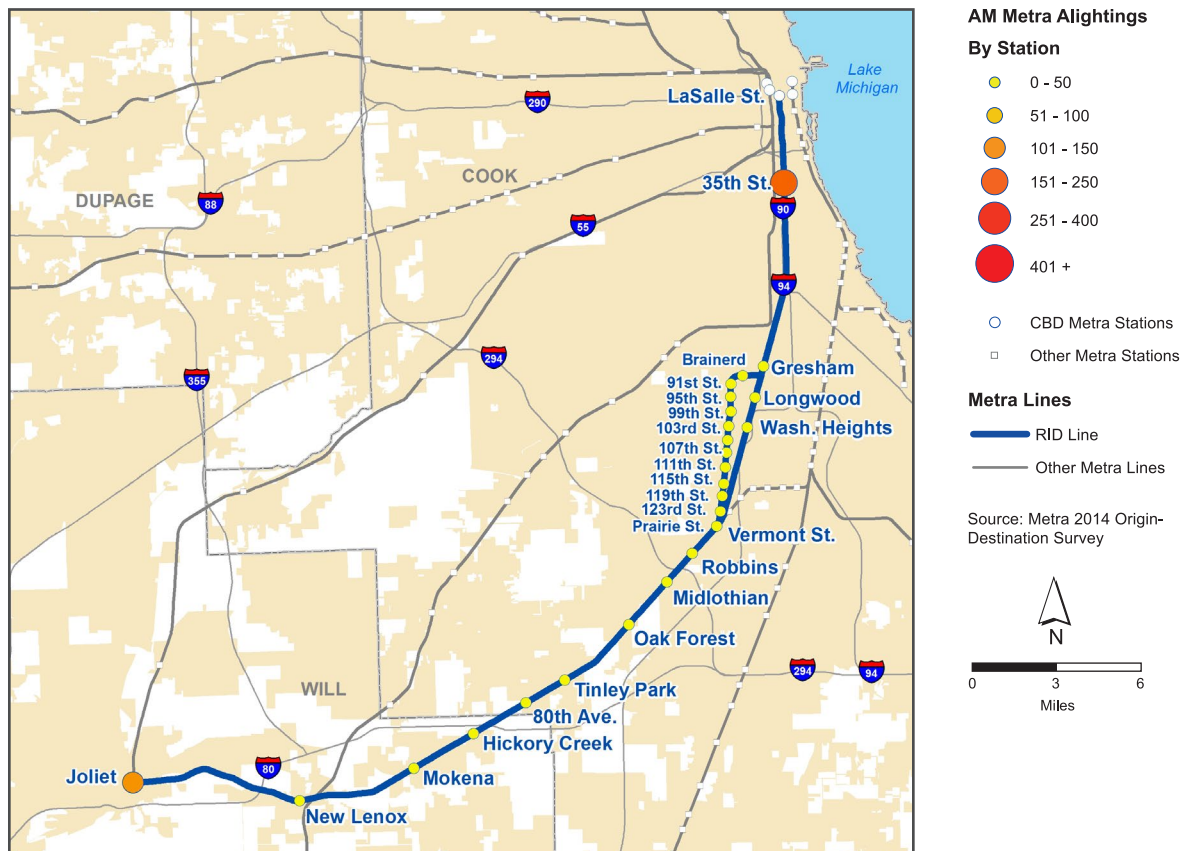 Lake
Michigan
LaSalle St.
290
COOK
DUPAGE
88
35th St.
90
55
94
294
355
Brainerd
Gresham
91st St.
95th St.
Longwood
99th St.
103rd St.
Wash. Heights
107th St.
111th St.
115th St.
119th St.
123rd St.
Prairie St.
Vermont St.
Robbins
Midlothian
Oak Forest
294
94
Tinley Park
WILL
80th Ave.
Hickory Creek
80
Joliet
Mokena
New Lenox
AM Metra Alightings
By Station
0 - 50
51 - 100
101 - 150
151 - 250
251 - 400
401 +
CBD Metra Stations
Other Metra Stations
Metra Lines
RID Line
Other Metra Lines
Source: Metra 2014 Origin-
Destination Survey
N
0 3 6
Miles